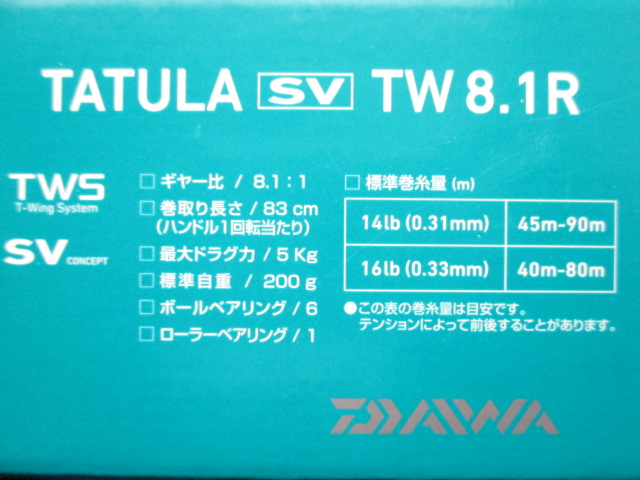 TATULA SV TW 8.1R
TWS
T-Wing System
SV CONCEPT
□ ギヤー比 / 8.1：1
□ 巻取り長さ / 83 cm
(ハンドル1回転当たり)
□ 最大ドラグ力 / 5 Kg
□ 標準自重 / 200 g
□ ボールベアリング / 6
□ ローラーベアリング / 1
□ 標準巻糸量 (m)
14lb (0.31mm) 45m-90m
16lb (0.33mm) 40m-80m
●この表の巻糸量は目安です。
テンションによって前後することがあります。
DAIWA